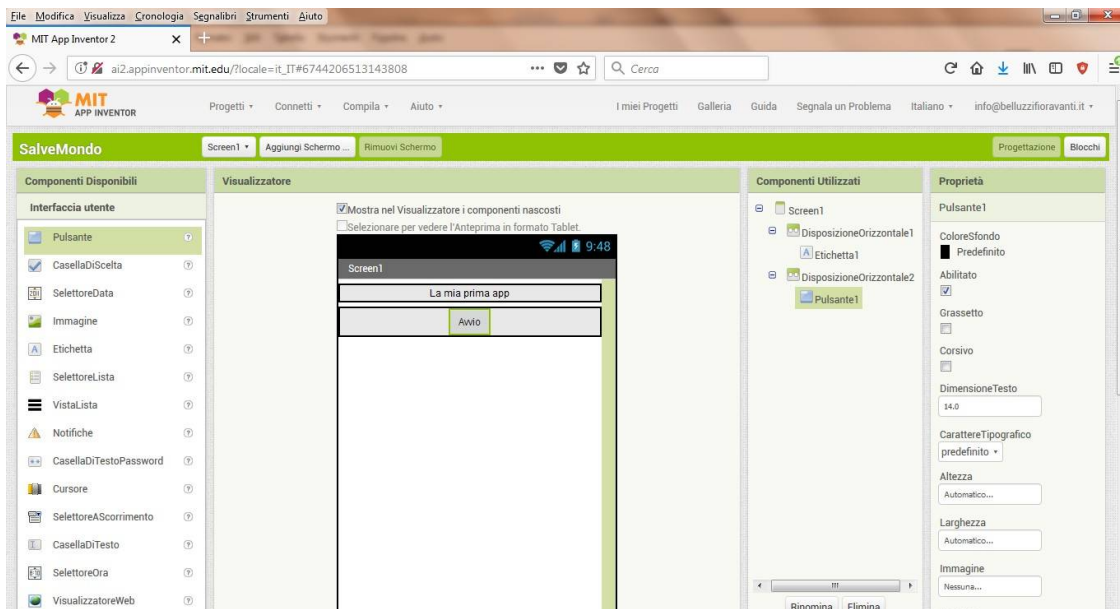 File Modifica Visualizza Cronologia Segnalibri Strumenti Aiuto
MIT App Inventor 2
ai2.appinventor.mit.edu/?locale=it_IT#6744206513143808
Cerca
MIT
APP INVENTOR
Progetti Connetti Compila Aiuto
I miei Progetti Galleria Guida Segnala un Problema Italiano info@belluzzifioravanti.it
SalveMondo
Screen1 Aggiungi Schermo ... Rimuovi Schermo
Progettazione Blocchi
Componenti Disponibili
Interfaccia utente
Pulsante
CasellaDiScelta
SelettoreData
Immagine
Etichetta
SelettoreLista
VistaLista
Notifiche
CasellaDiTestoPassword
Cursore
SelettoreAScorrimento
CasellaDiTesto
SelettoreOra
VisualizzatoreWeb
Visualizzatore
Mostra nel Visualizzatore i componenti nascosti
Selezionare per vedere l'Anteprima in formato Tablet.
9:48
Screen1
La mia prima app
Avvio
Componenti Utilizzati
Screen1
DisposizioneOrizzontale1
Etichetta1
DisposizioneOrizzontale2
Pulsante1
Rinomina Elimina
Proprietà
Pulsante1
ColoreSfondo
Predefinito
Abilitato
Grassetto
Corsivo
DimensioneTesto
14.0
CarattereTipografico
predefinito
Altezza
Automatico...
Larghezza
Automatico...
Immagine
Nessuna...